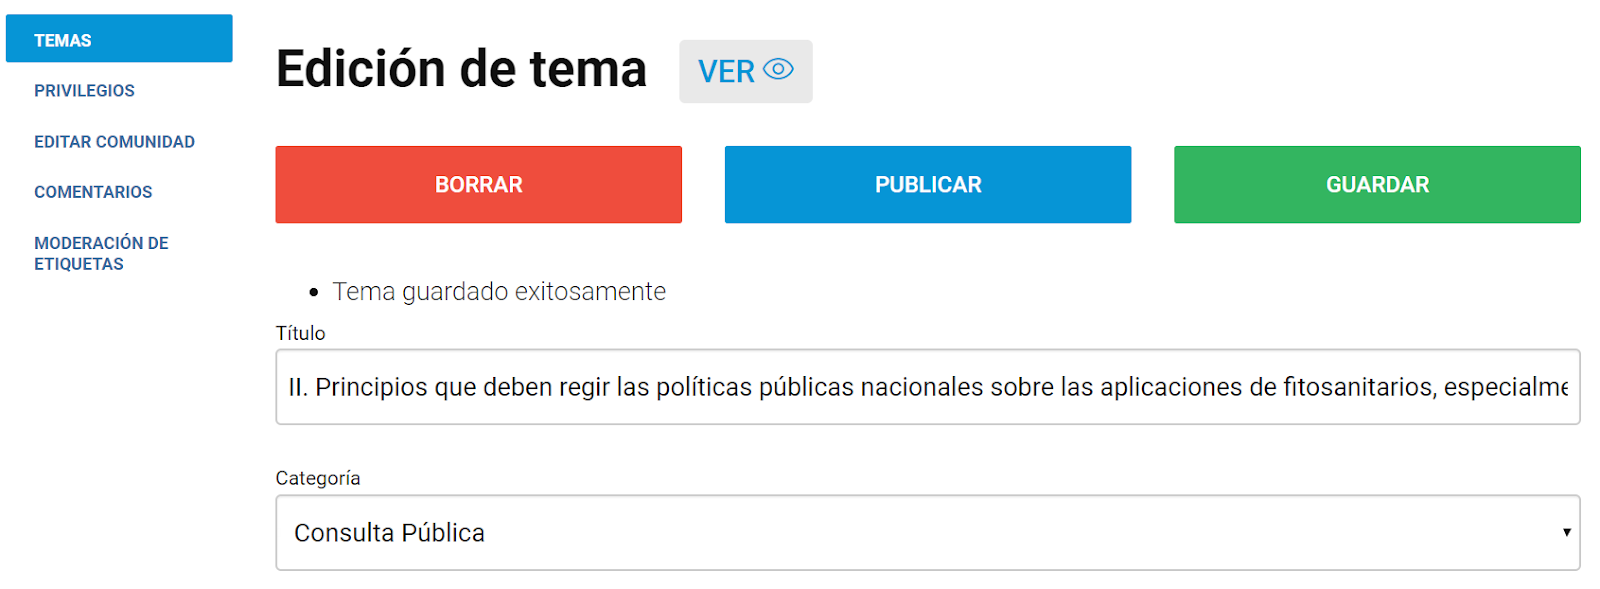 TEMAS
PRIVILEGIOS
EDITAR COMUNIDAD
COMENTARIOS
MODERACIÓN DE
ETIQUETAS
Edición de tema
VER
BORRAR
PUBLICAR
GUARDAR
• Tema guardado exitosamente
Título
II. Principios que deben regir las políticas públicas nacionales sobre las aplicaciones de fitosanitarios, especialme
Categoría
Consulta Pública